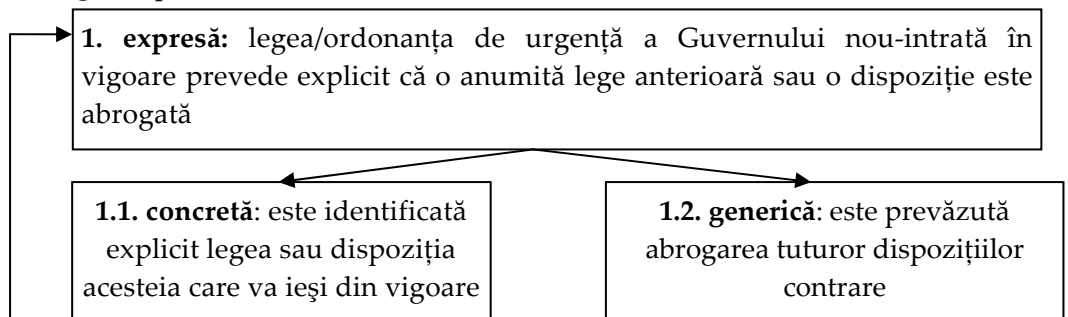 1. expresă: legea/ordonanța de urgență a Guvernului nou-intrată în
vigoare prevede explicit că o anumită lege anterioară sau o dispoziție este
abrogată
1.1. concretă: este identificată
explicit legea sau dispoziția
acesteia care va ieşi din vigoare
1.2. generică: este prevăzută
abrogarea tuturor dispozițiilor
contrare